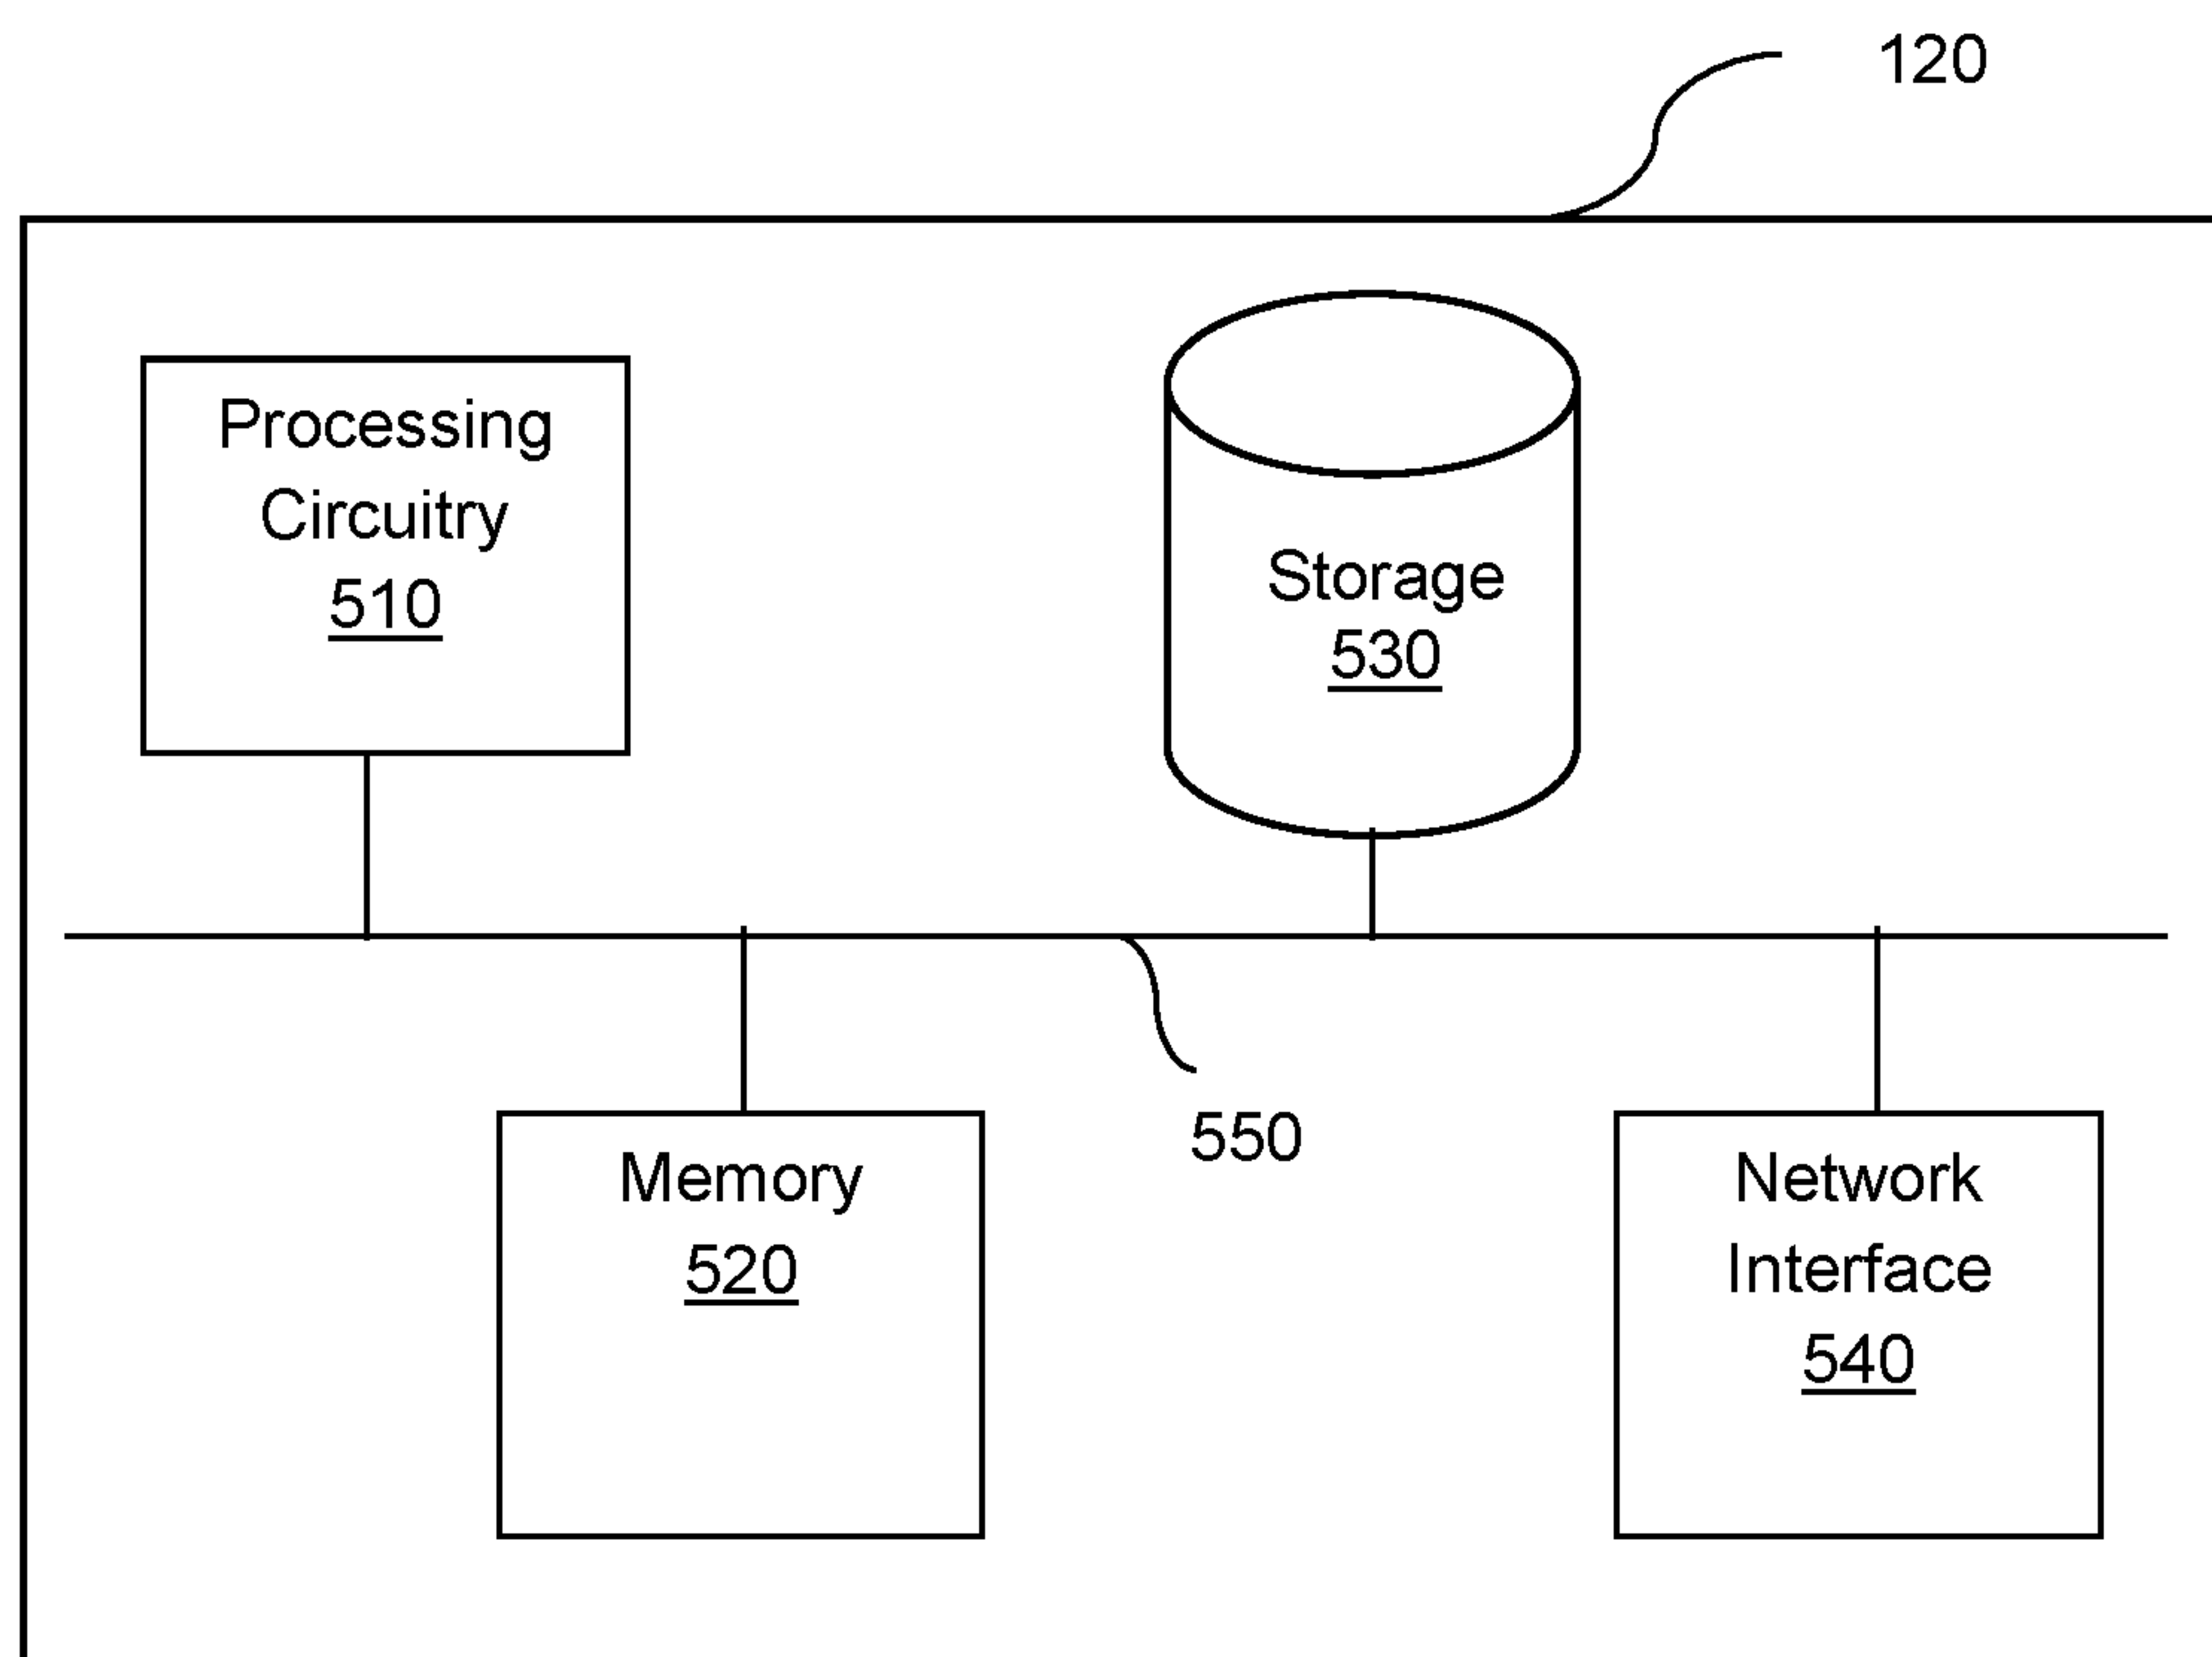 120
Processing
Circuitry
510
Storage
530
550
Memory
520
Network
Interface
540